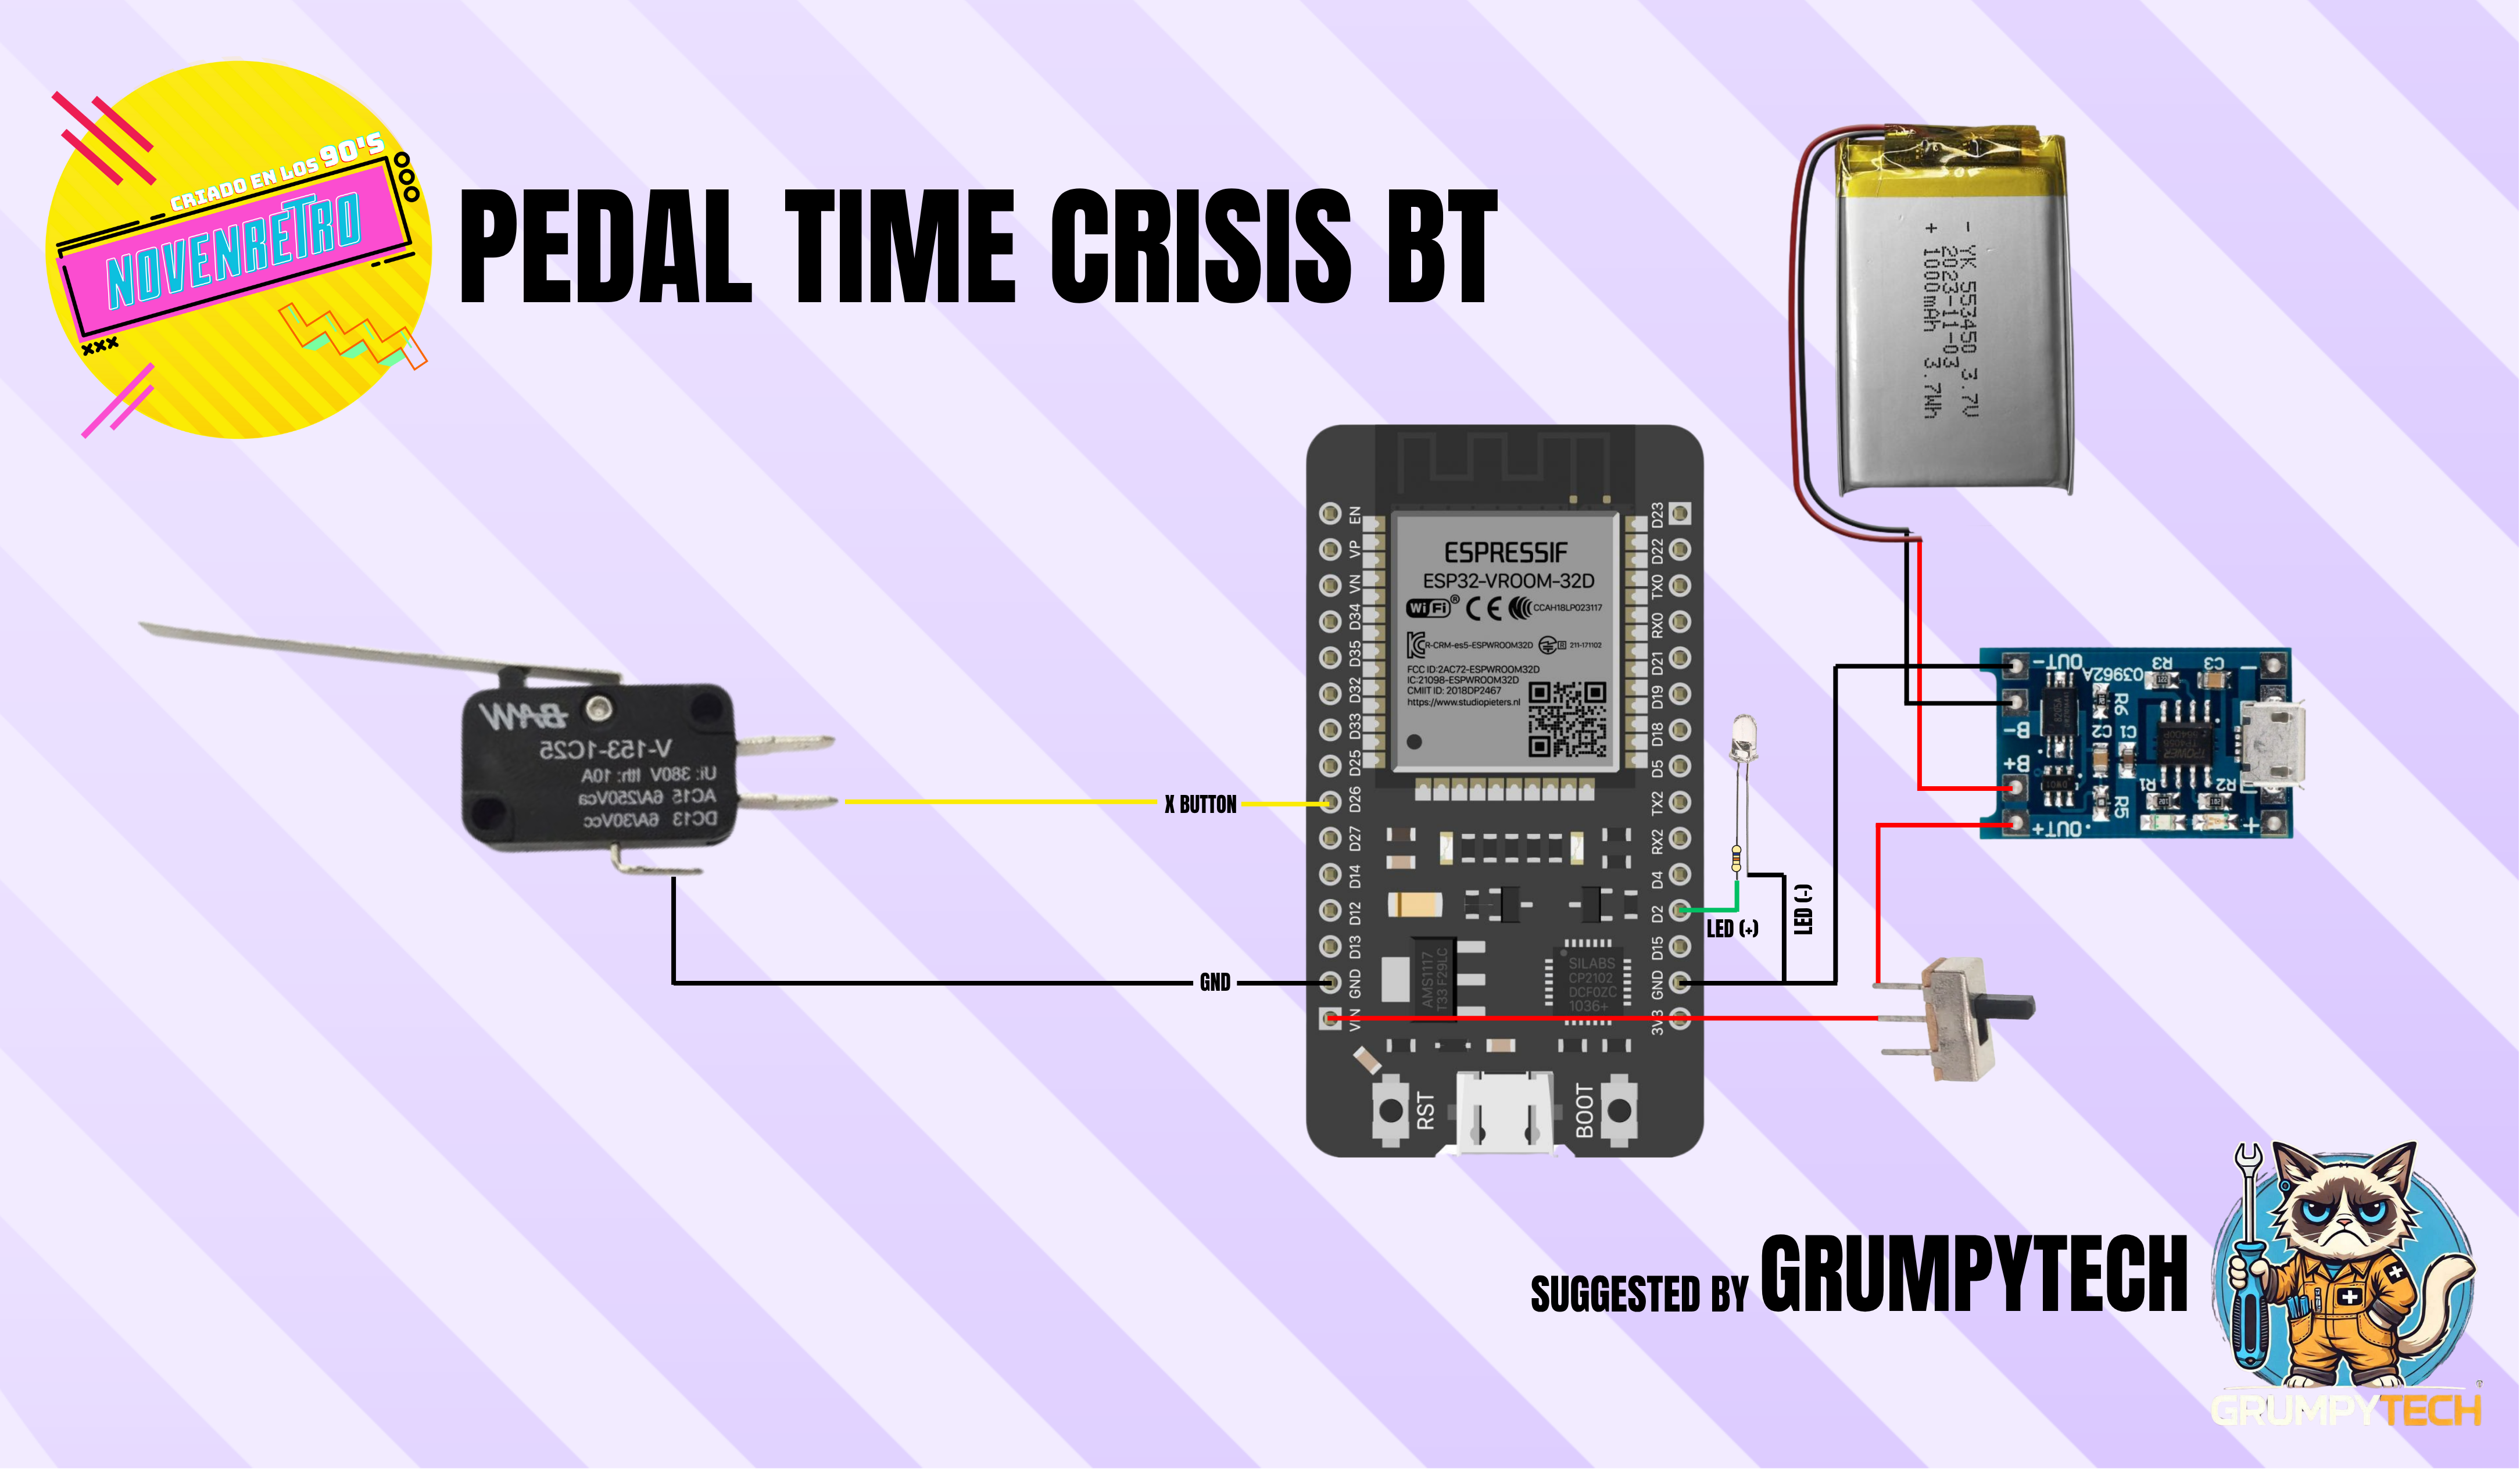 CRIADO EN LOS 90'S
NOVENRETRO
xxx
PEDAL TIME CRISIS BT
- YK 553450 3.7V
2023-11-03
+ 1000mAh 3.7Wh
BAW
V-153-1C25
Ui: 380V Ith: 10A
AC15 6A/250Vca
DC13 6A/30Vcc
X BUTTON
GND
EN
VP
VN
D34
D35
D32
D33
D25
D26
D27
D14
D12
D13
GND
VIN
ESPRESSIF
ESP32-VROOM-32D
WiFi® CE CCAH18LP023117
R-CRM-es5-ESPWROOM32D R 211-171102
FCC ID:2AC72-ESPWROOM32D
IC:21098-ESPWROOM32D
CMIIT ID: 2018DP2467
https://www.studiopieters.nl
D23
D22
TX0
RX0
D21
D19
D18
D5
TX2
RX2
D4
D2
D15
GND
3V3
AMS1117
T33 F29LC
SILABS
CP2102
DCF0ZC
1036+
RST
BOOT
LED (+)
LED (-)
OUT-
B-
B+
OUT+
03962A
R3
C3
R6
C2
C1
R1
R2
R5
-
+
SUGGESTED BY GRUMPYTECH
GRUMPYTECH